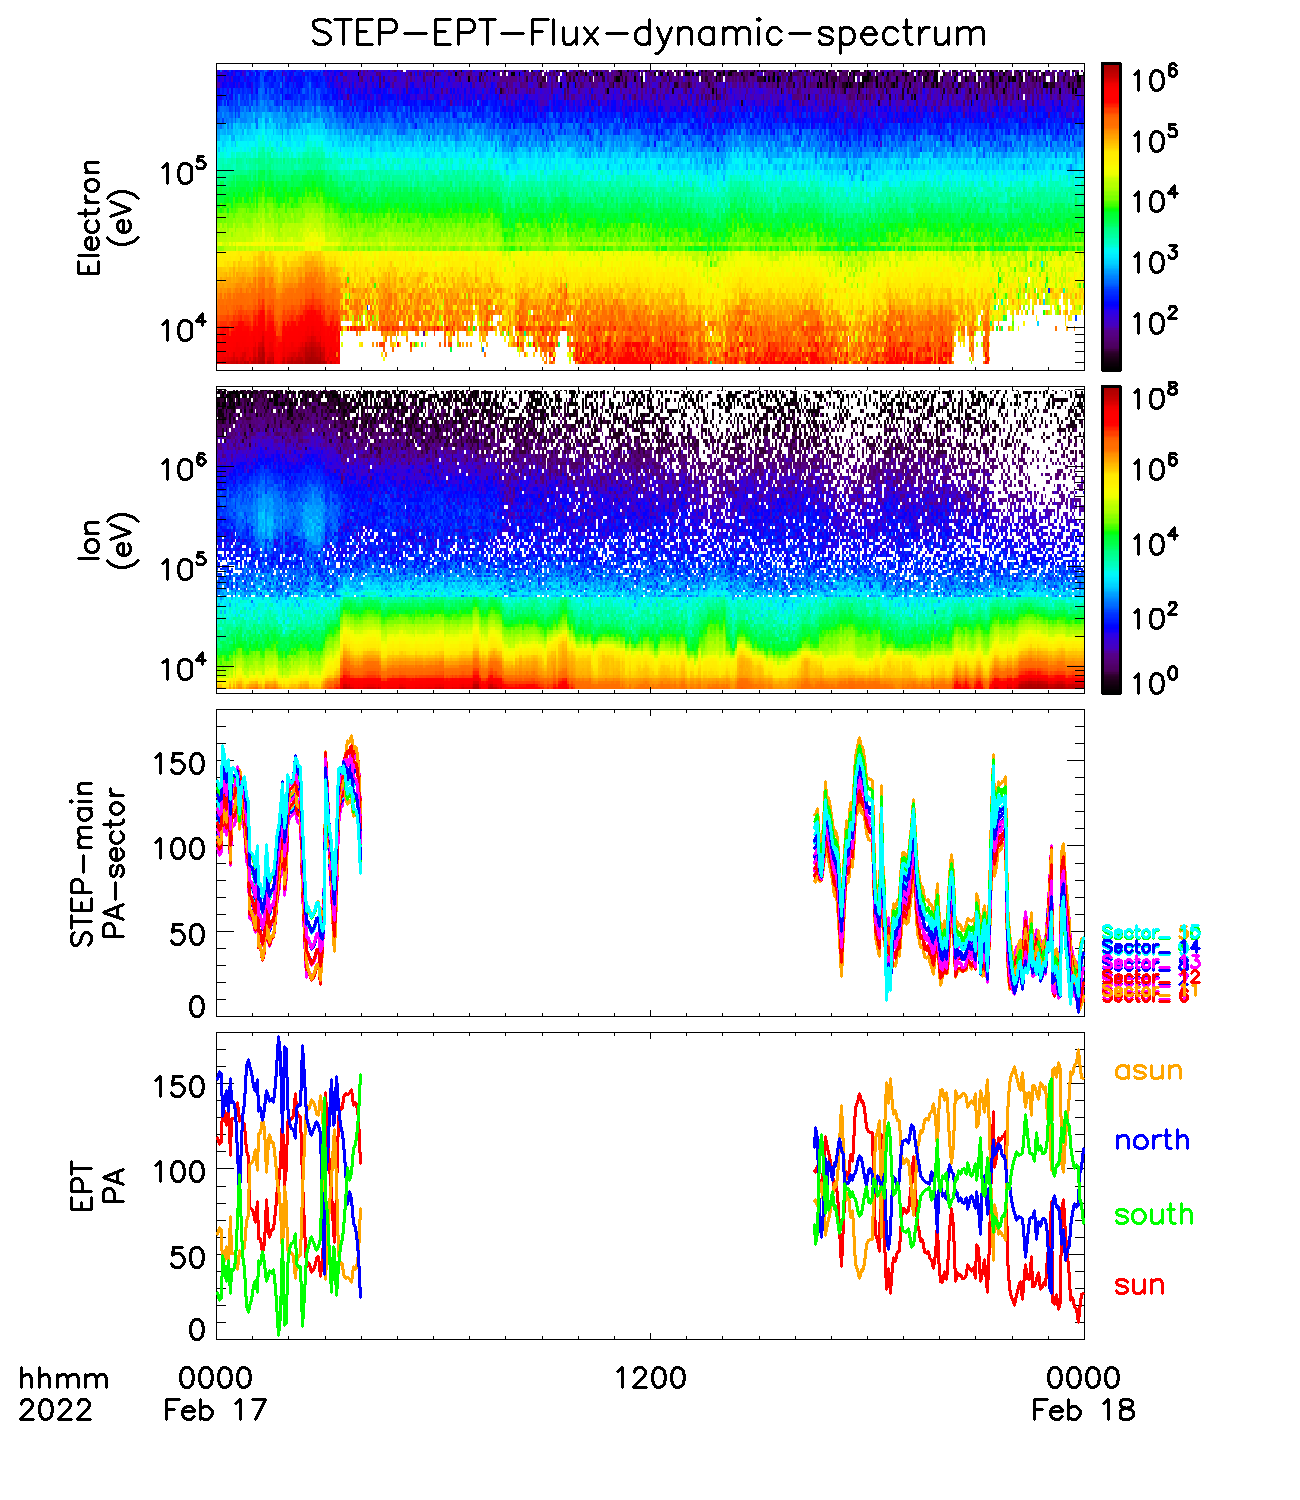 STEP-EPT-Flux-dynamic-spectrum
Electron
(eV)
10^5
10^4
10^6
10^5
10^4
10^3
10^2
Ion
(eV)
10^6
10^5
10^4
10^8
10^6
10^4
10^2
10^0
STEP-main
PA-sector
150
100
50
0
Sector_ 14
EPT
PA
150
100
50
0
asun
north
south
sun
hhmm
2022
0000
Feb 17
1200
0000
Feb 18